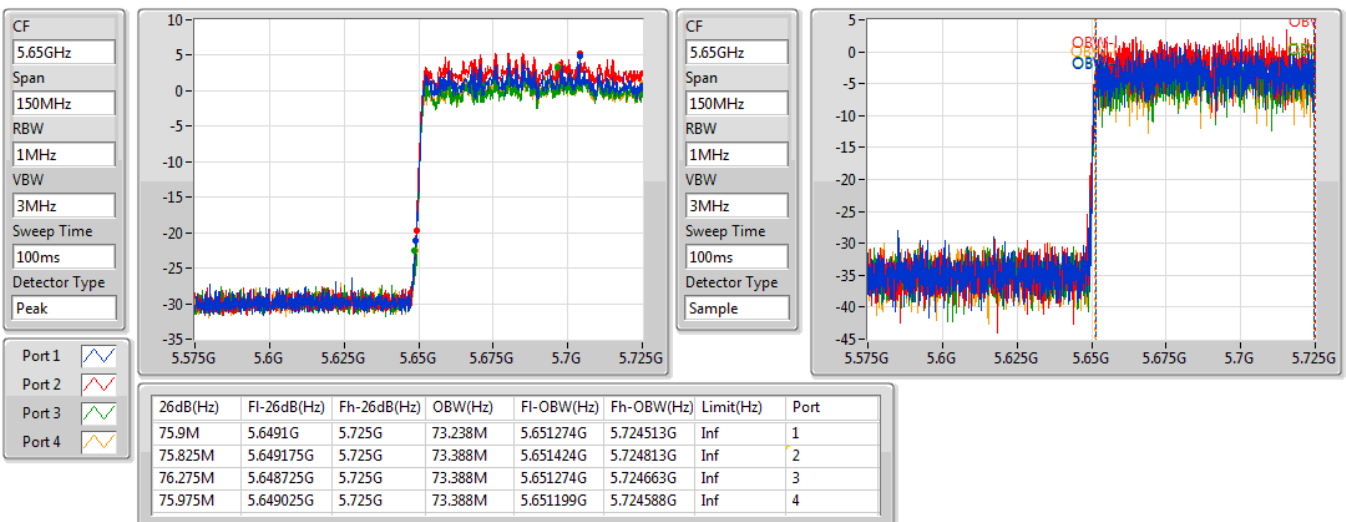 CF
5.65GHz
Span
150MHz
RBW
1MHz
VBW
3MHz
Sweep Time
100ms
Detector Type
Peak
10
5
0
-5
-10
-15
-20
-25
-30
-35
5.575G 5.6G 5.625G 5.65G 5.675G 5.7G 5.725G
CF
5.65GHz
Span
150MHz
RBW
1MHz
VBW
3MHz
Sweep Time
100ms
Detector Type
Sample
5
0
-5
-10
-15
-20
-25
-30
-35
-40
-45
5.575G 5.6G 5.625G 5.65G 5.675G 5.7G 5.725G
Port 1
Port 2
Port 3
Port 4
26dB(Hz) Fl-26dB(Hz) Fh-26dB(Hz) OBW(Hz) Fl-OBW(Hz) Fh-OBW(Hz) Limit(Hz) Port
75.9M 5.6491G 5.725G 73.238M 5.651274G 5.724513G Inf 1
75.825M 5.649175G 5.725G 73.388M 5.651424G 5.724813G Inf 2
76.275M 5.648725G 5.725G 73.388M 5.651274G 5.724663G Inf 3
75.975M 5.649025G 5.725G 73.388M 5.651199G 5.724588G Inf 4